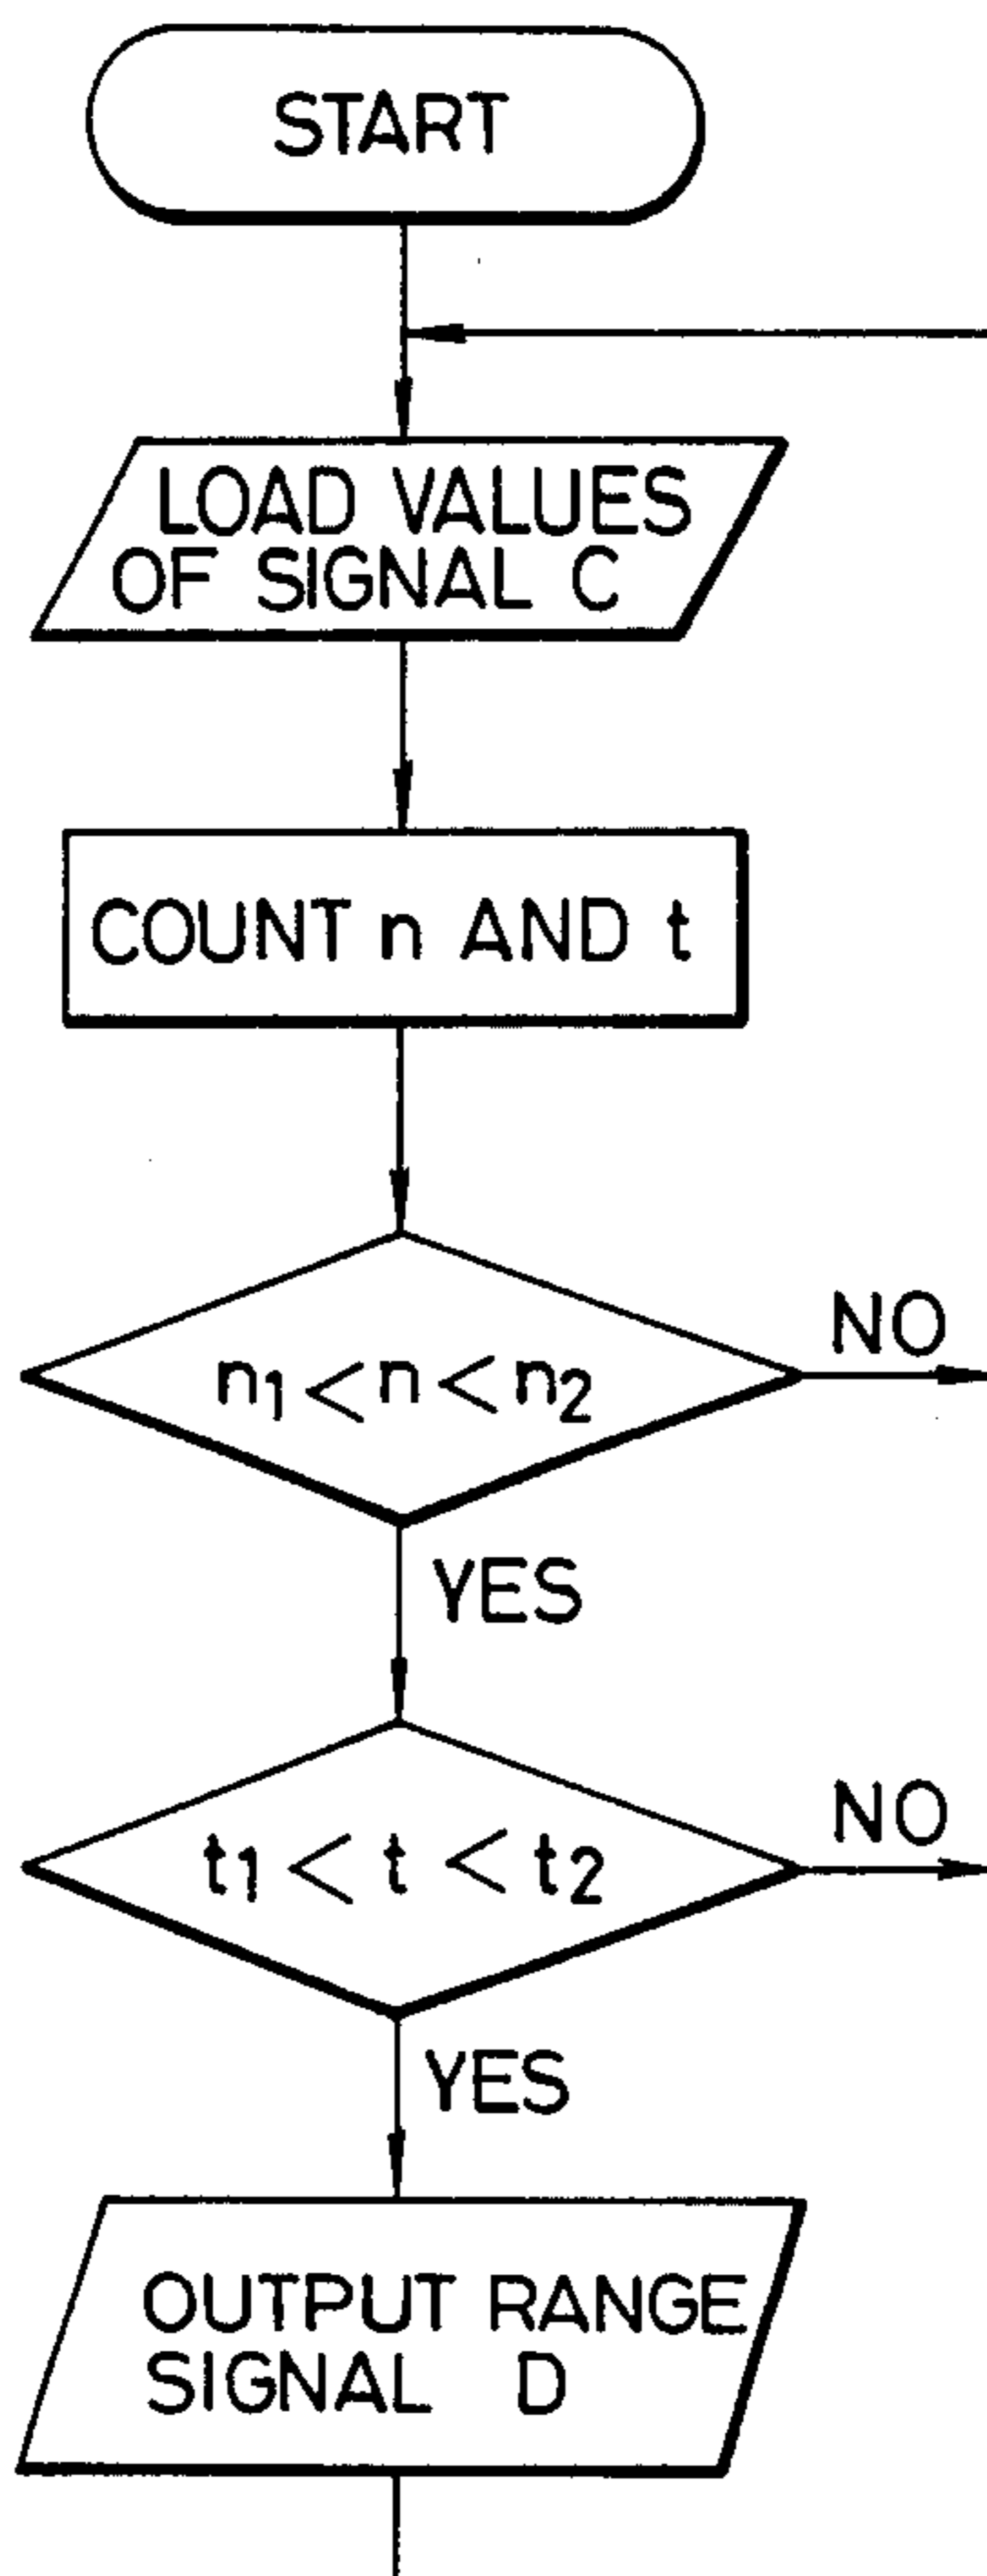 START
LOAD VALUES
OF SIGNAL C
COUNT n AND t
n₁ < n < n₂
NO
YES
t₁ < t < t₂
NO
YES
OUTPUT RANGE
SIGNAL D